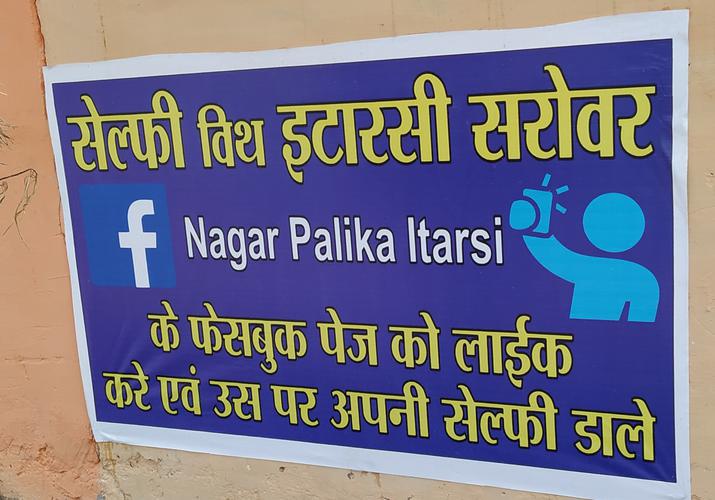 सेल्फी विथ इटारसी सरोवर
f Nagar Palika Itarsi
के फेसबुक पेज को लाईक
करे एवं उस पर अपनी सेल्फी डाले